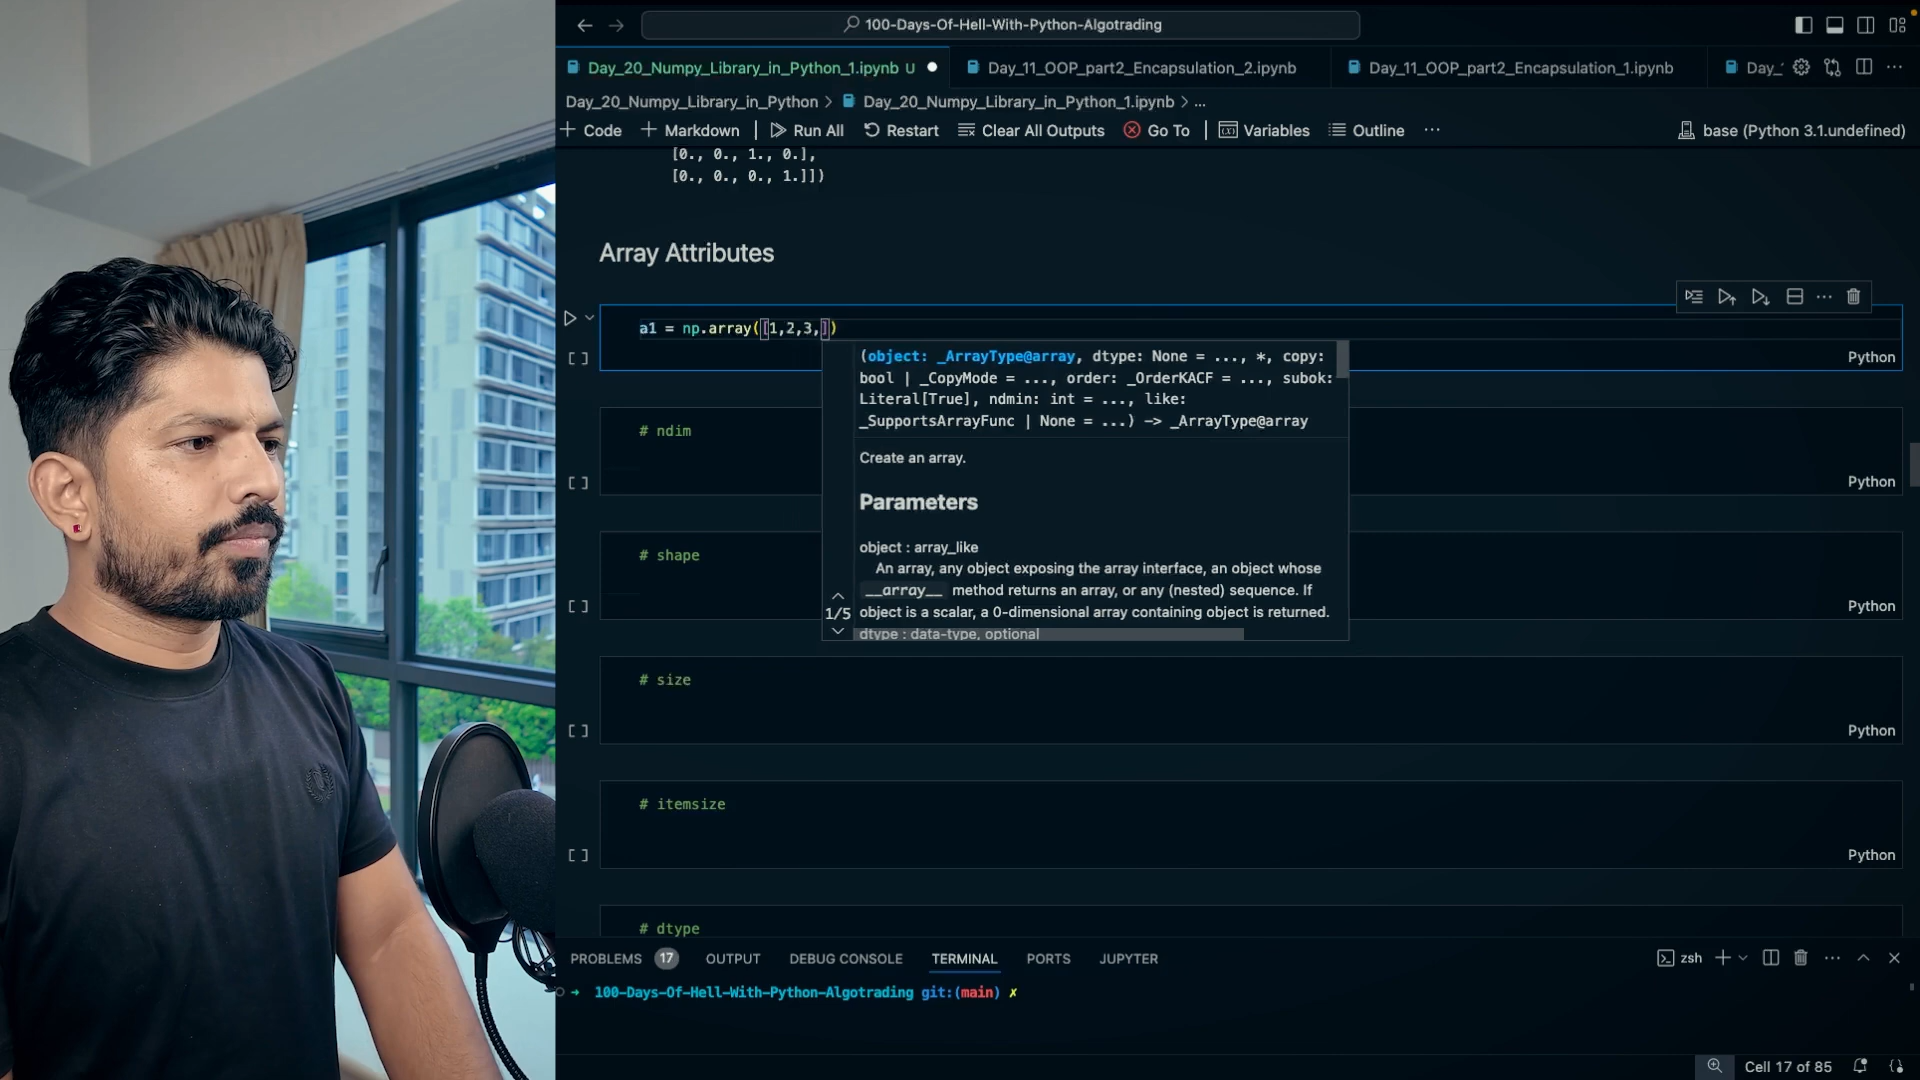 100-Days-Of-Hell-With-Python-Algotrading
Day_20_Numpy_Library_in_Python_1.ipynb U
Day_11_OOP_part2_Encapsulation_2.ipynb
Day_11_OOP_part2_Encapsulation_1.ipynb
Day_
Day_20_Numpy_Library_in_Python > Day_20_Numpy_Library_in_Python_1.ipynb > ...
+ Code + Markdown | Run All Restart Clear All Outputs Go To | Variables Outline ... base (Python 3.1.undefined)
[0., 0., 1., 0.],
[0., 0., 0., 1.]])
Array Attributes
a1 = np.array([1,2,3,])
[ ]
Python
(object: _ArrayType@array, dtype: None = ..., *, copy:
bool | _CopyMode = ..., order: _OrderKACF = ..., subok:
Literal[True], ndmin: int = ..., like:
_SupportsArrayFunc | None = ...) -> _ArrayType@array
Create an array.
Parameters
object : array_like
An array, any object exposing the array interface, an object whose
__array__ method returns an array, or any (nested) sequence. If
object is a scalar, a 0-dimensional array containing object is returned.
dtype : data-type, optional
1/5
# ndim
[ ]
Python
# shape
[ ]
Python
# size
[ ]
Python
# itemsize
[ ]
Python
# dtype
PROBLEMS 17 OUTPUT DEBUG CONSOLE TERMINAL PORTS JUPYTER
zsh
→ 100-Days-Of-Hell-With-Python-Algotrading git:(main) ✗
Cell 17 of 85